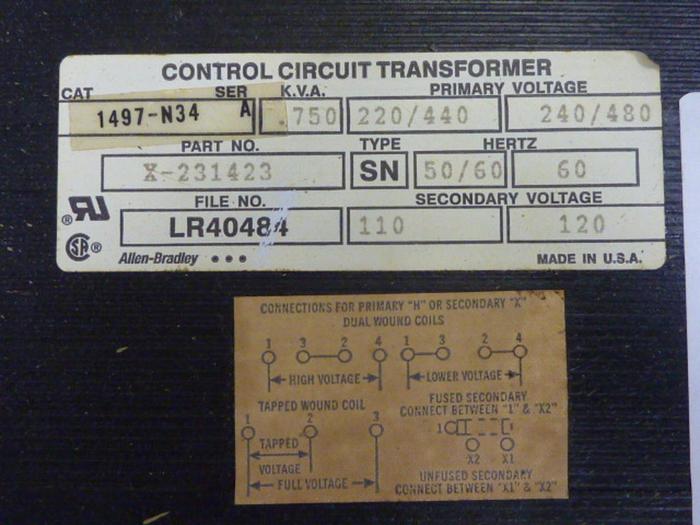 CONTROL CIRCUIT TRANSFORMER
CAT SER K.V.A. PRIMARY VOLTAGE
1497-N34 A .750 220/440 240/480
PART NO. TYPE HERTZ
X-231423 SN 50/60 60
FILE NO. SECONDARY VOLTAGE
LR40484 110 120
Allen-Bradley MADE IN U.S.A.
CONNECTIONS FOR PRIMARY "H" OR SECONDARY "X"
DUAL WOUND COILS
1 3 2 4 1 3 2 4
HIGH VOLTAGE LOWER VOLTAGE
TAPPED WOUND COIL
FUSED SECONDARY
CONNECT BETWEEN "1" & "X2"
1 2 3
1
TAPPED
VOLTAGE
X2 X1
FULL VOLTAGE
UNFUSED SECONDARY
CONNECT BETWEEN "X1" & "X2"